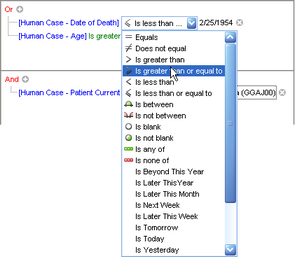 Or
[Human Case - Date of Death] Is less than ... 2/25/1954
[Human Case - Age] Is greater
Equals
Does not equal
Is greater than
Is greater than or equal to
Is less than
Is less than or equal to
And
[Human Case - Patient Current (GGAJ00)]
Is between
Is not between
Is blank
Is not blank
Is any of
Is none of
Is Beyond This Year
Is Later ThisYear
Is Later This Month
Is Next Week
Is Later This Week
Is Tomorrow
Is Today
Is Yesterday